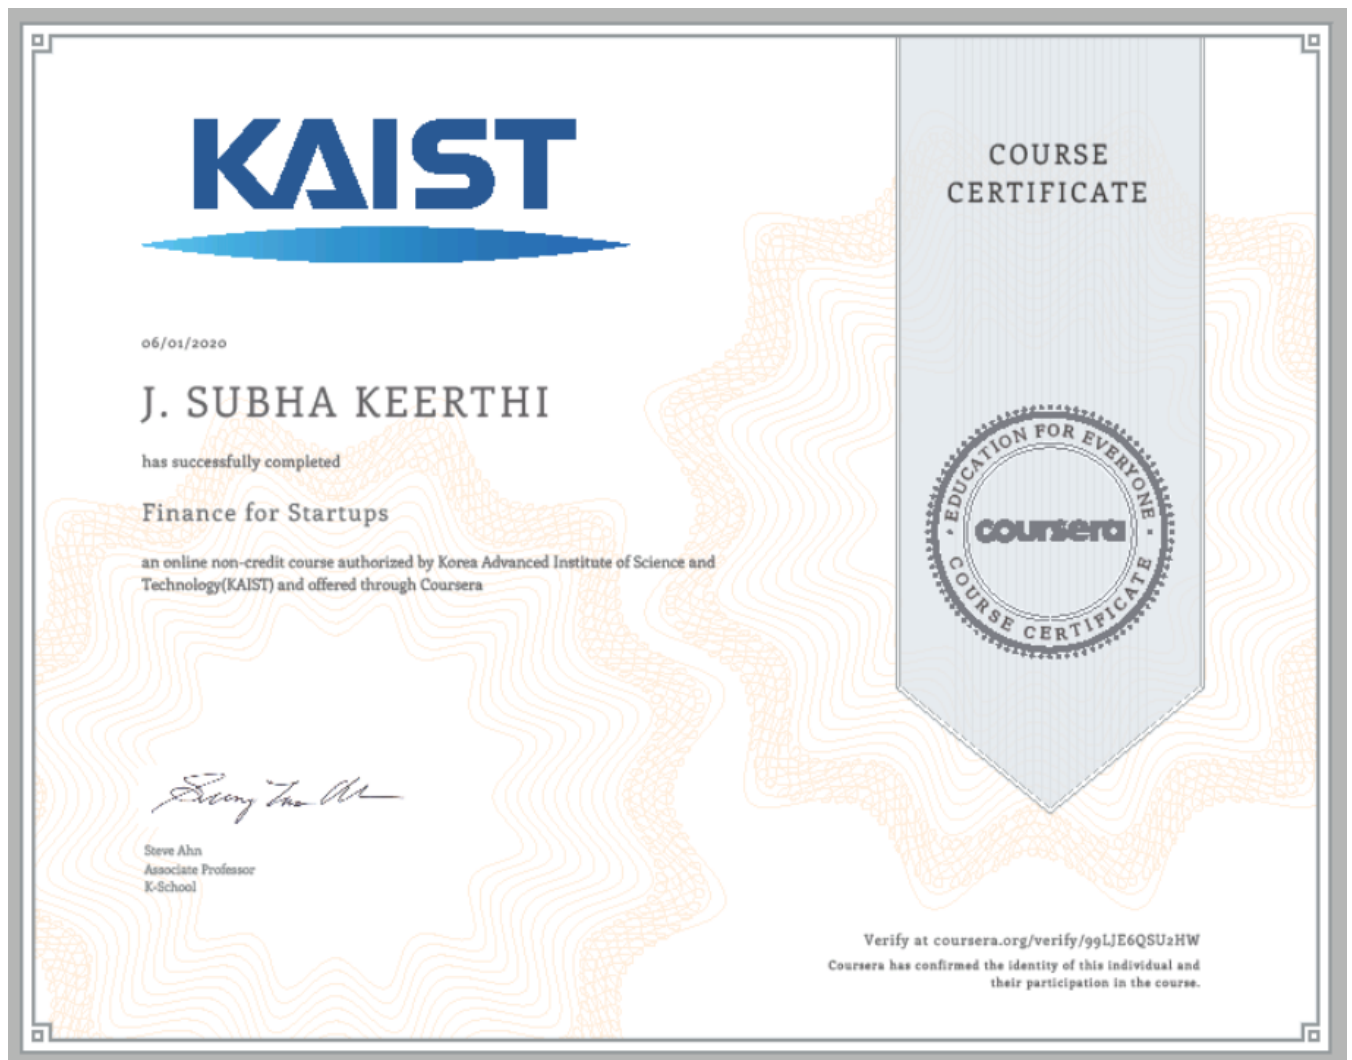 KAIST
COURSE
CERTIFICATE
06/01/2020
J. SUBHA KEERTHI
has successfully completed
Finance for Startups
an online non-credit course authorized by Korea Advanced Institute of Science and
Technology(KAIST) and offered through Coursera
EDUCATION FOR EVERYONE
coursera
COURSE CERTIFICATE
Steve Ahn
Associate Professor
K-School
Verify at coursera.org/verify/99LJE6QSU2HW
Coursera has confirmed the identity of this individual and
their participation in the course.